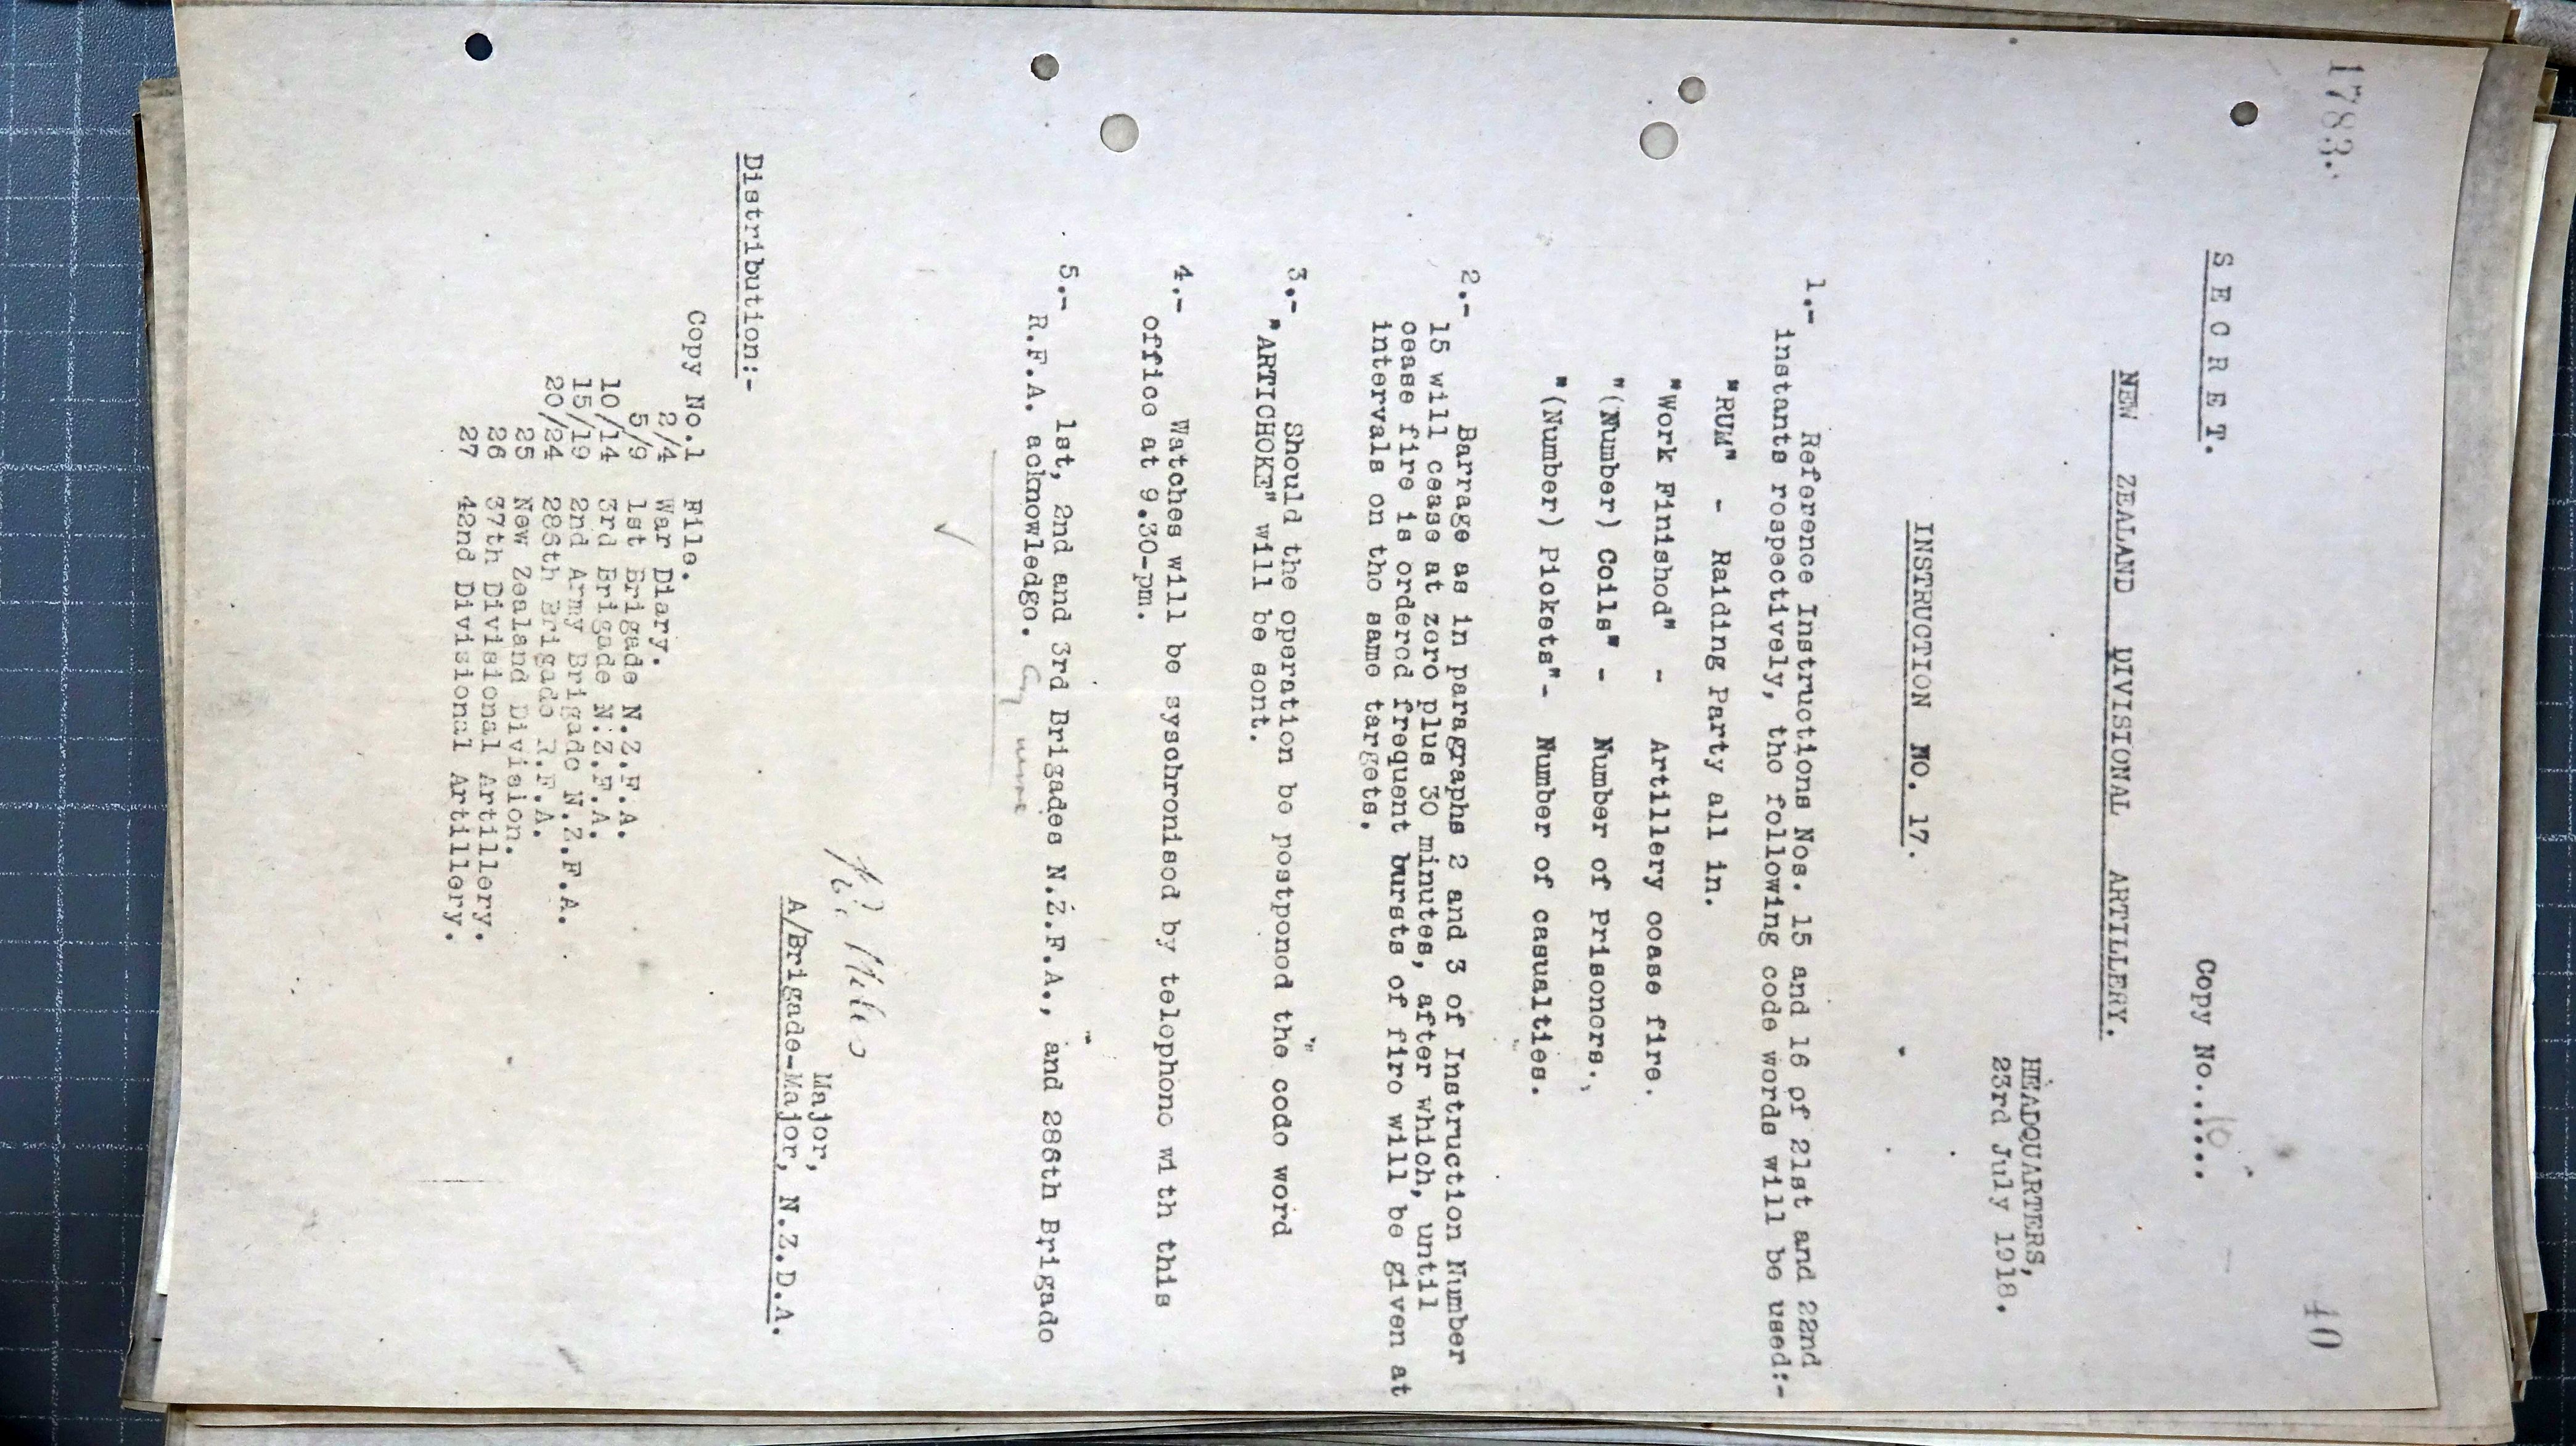 1783.
40
S E C R E T.
Copy No..10.....
NEW ZEALAND DIVISIONAL ARTILLERY.
HEADQUARTERS,
23rd July 1918.
INSTRUCTION NO. 17.
1.- Reference Instructions Nos. 15 and 16 of 21st and 22nd
instants respectively, the following code words will be used:-
"RUM" - Raiding Party all in.
"Work Finished" - Artillery cease fire.
"(Number) Coils" - Number of Prisoners.
"(Number) Pickets"- Number of casualties.
2.- Barrage as in paragraphs 2 and 3 of Instruction Number
15 will cease at zero plus 30 minutes, after which, until
cease fire is ordered frequent bursts of fire will be given at
intervals on the same targets.
3.- Should the operation be postponed the code word
"ARTICHOKE" will be sent.
4.- Watches will be syschronised by telephone wi th this
office at 9.30-pm.
5.- 1st, 2nd and 3rd Brigades N.Z.F.A., and 286th Brigade
R.F.A. acknowledge. by wire
Major,
A/Brigade-Major, N.Z.D.A.
Distribution:-
Copy No.1 File.
2/4 War Diary.
5/9 1st Brigade N.Z.F.A.
10/14 3rd Brigade N.Z.F.A.
15/19 2nd Army Brigade N.Z.F.A.
20/24 286th Brigade R.F.A.
25 New Zealand Division.
26 37th Divisional Artillery.
27 42nd Divisional Artillery.